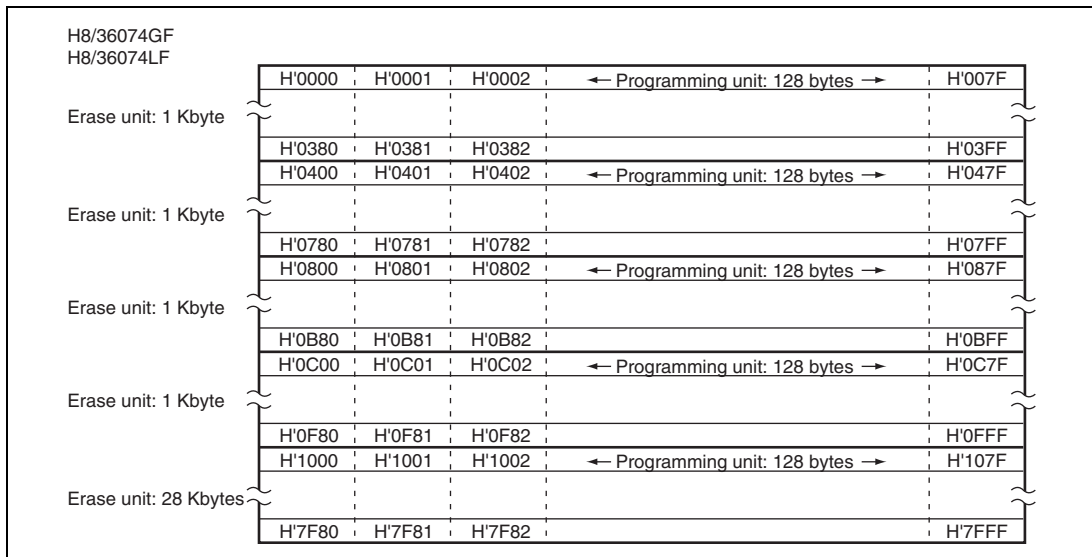 H8/36074GF
H8/36074LF
H'0000 H'0001 H'0002 ← Programming unit: 128 bytes → H'007F
Erase unit: 1 Kbyte
H'0380 H'0381 H'0382 H'03FF
H'0400 H'0401 H'0402 ← Programming unit: 128 bytes → H'047F
Erase unit: 1 Kbyte
H'0780 H'0781 H'0782 H'07FF
H'0800 H'0801 H'0802 ← Programming unit: 128 bytes → H'087F
Erase unit: 1 Kbyte
H'0B80 H'0B81 H'0B82 H'0BFF
H'0C00 H'0C01 H'0C02 ← Programming unit: 128 bytes → H'0C7F
Erase unit: 1 Kbyte
H'0F80 H'0F81 H'0F82 H'0FFF
H'1000 H'1001 H'1002 ← Programming unit: 128 bytes → H'107F
Erase unit: 28 Kbytes
H'7F80 H'7F81 H'7F82 H'7FFF